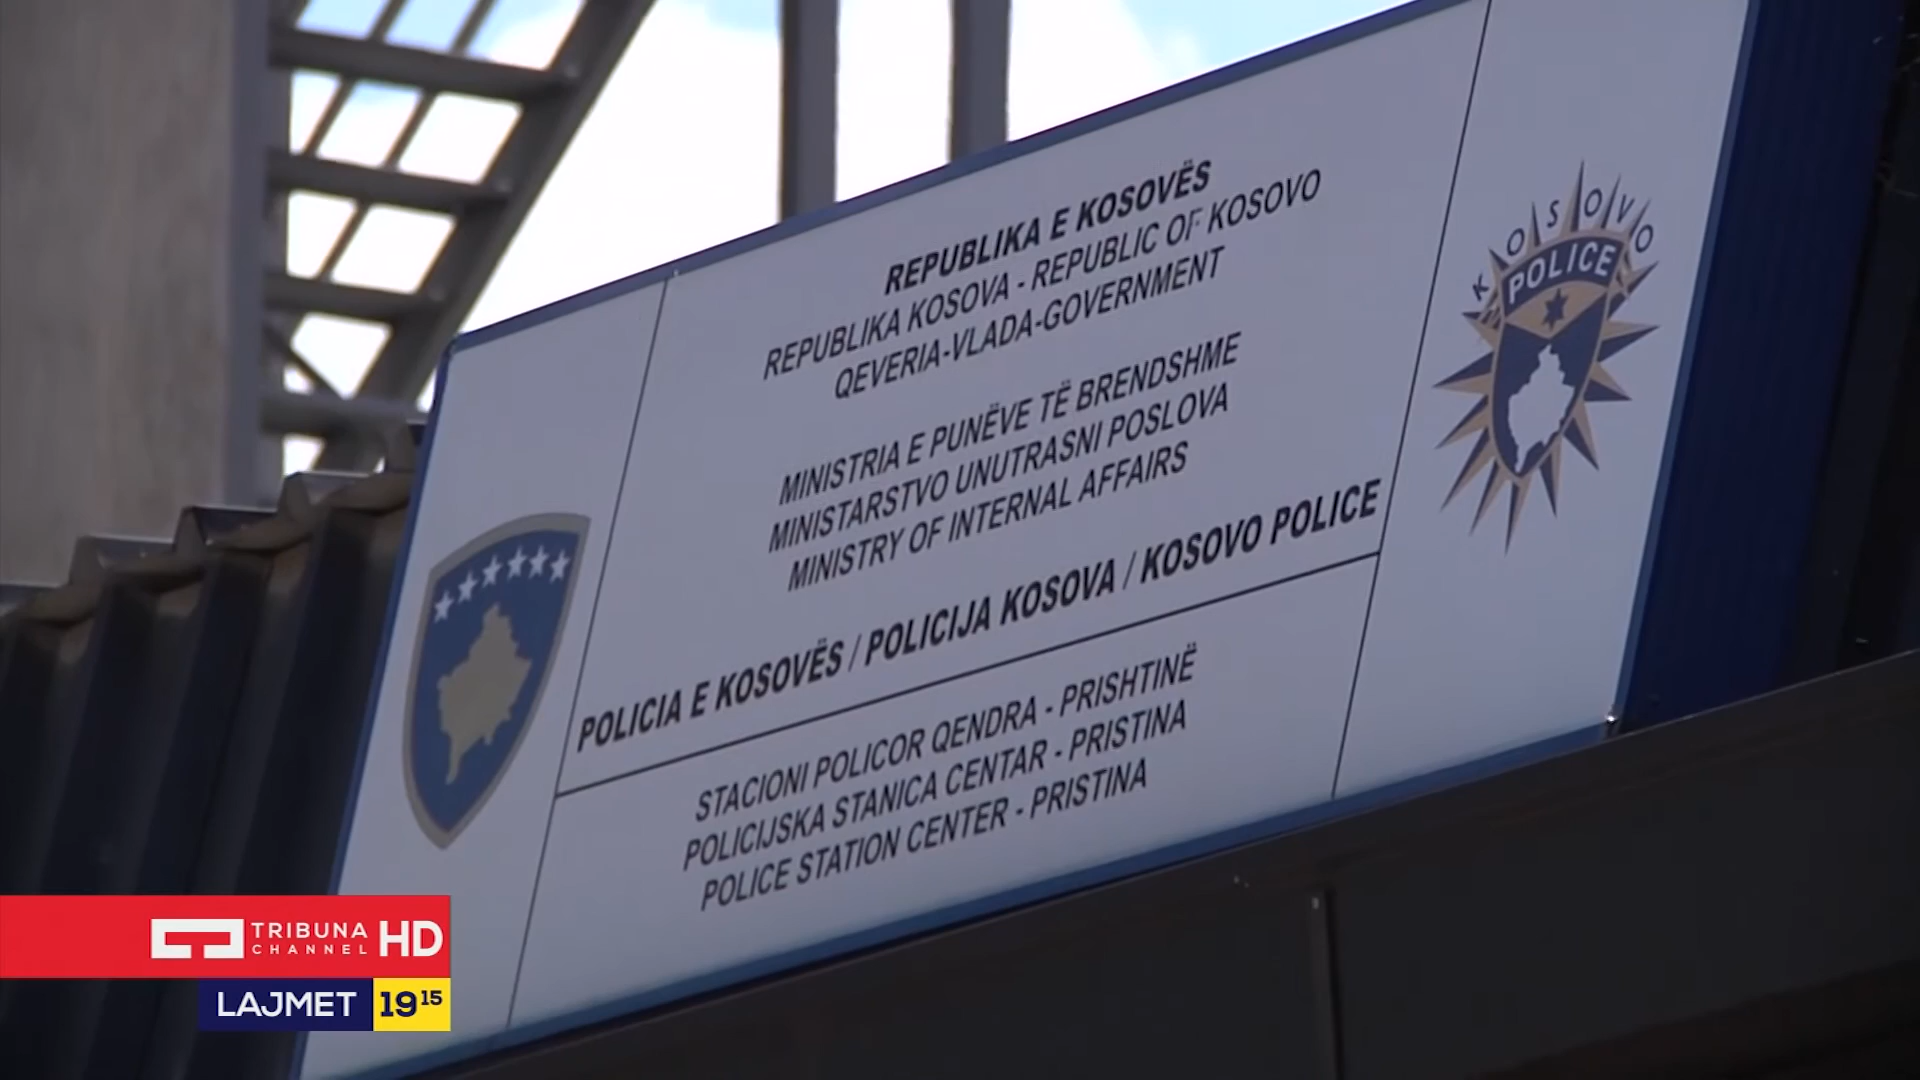 REPUBLIKA E KOSOVËS
REPUBLIKA KOSOVA - REPUBLIC OF KOSOVO
QEVERIA-VLADA-GOVERNMENT
MINISTRIA E PUNËVE TË BRENDSHME
MINISTARSTVO UNUTRASNI POSLOVA
MINISTRY OF INTERNAL AFFAIRS
POLICIA E KOSOVËS / POLICIJA KOSOVA / KOSOVO POLICE
STACIONI POLICOR QENDRA - PRISHTINË
POLICIJSKA STANICA CENTAR - PRISTINA
POLICE STATION CENTER - PRISTINA
KOSOVO
POLICE
TRIBUNA
CHANNEL
HD
LAJMET 19 15